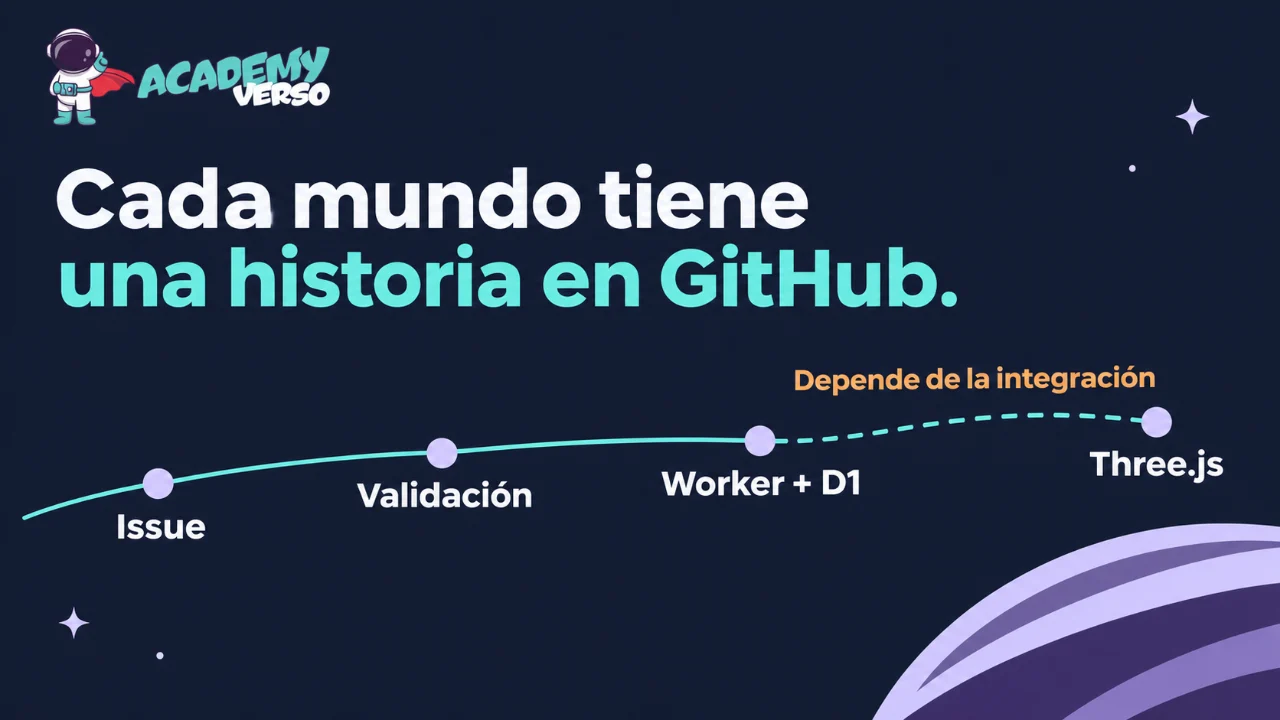 ACADEMY
VERSO
Cada mundo tiene
una historia en GitHub.
Depende de la integración
Issue
Validación
Worker + D1
Three.js